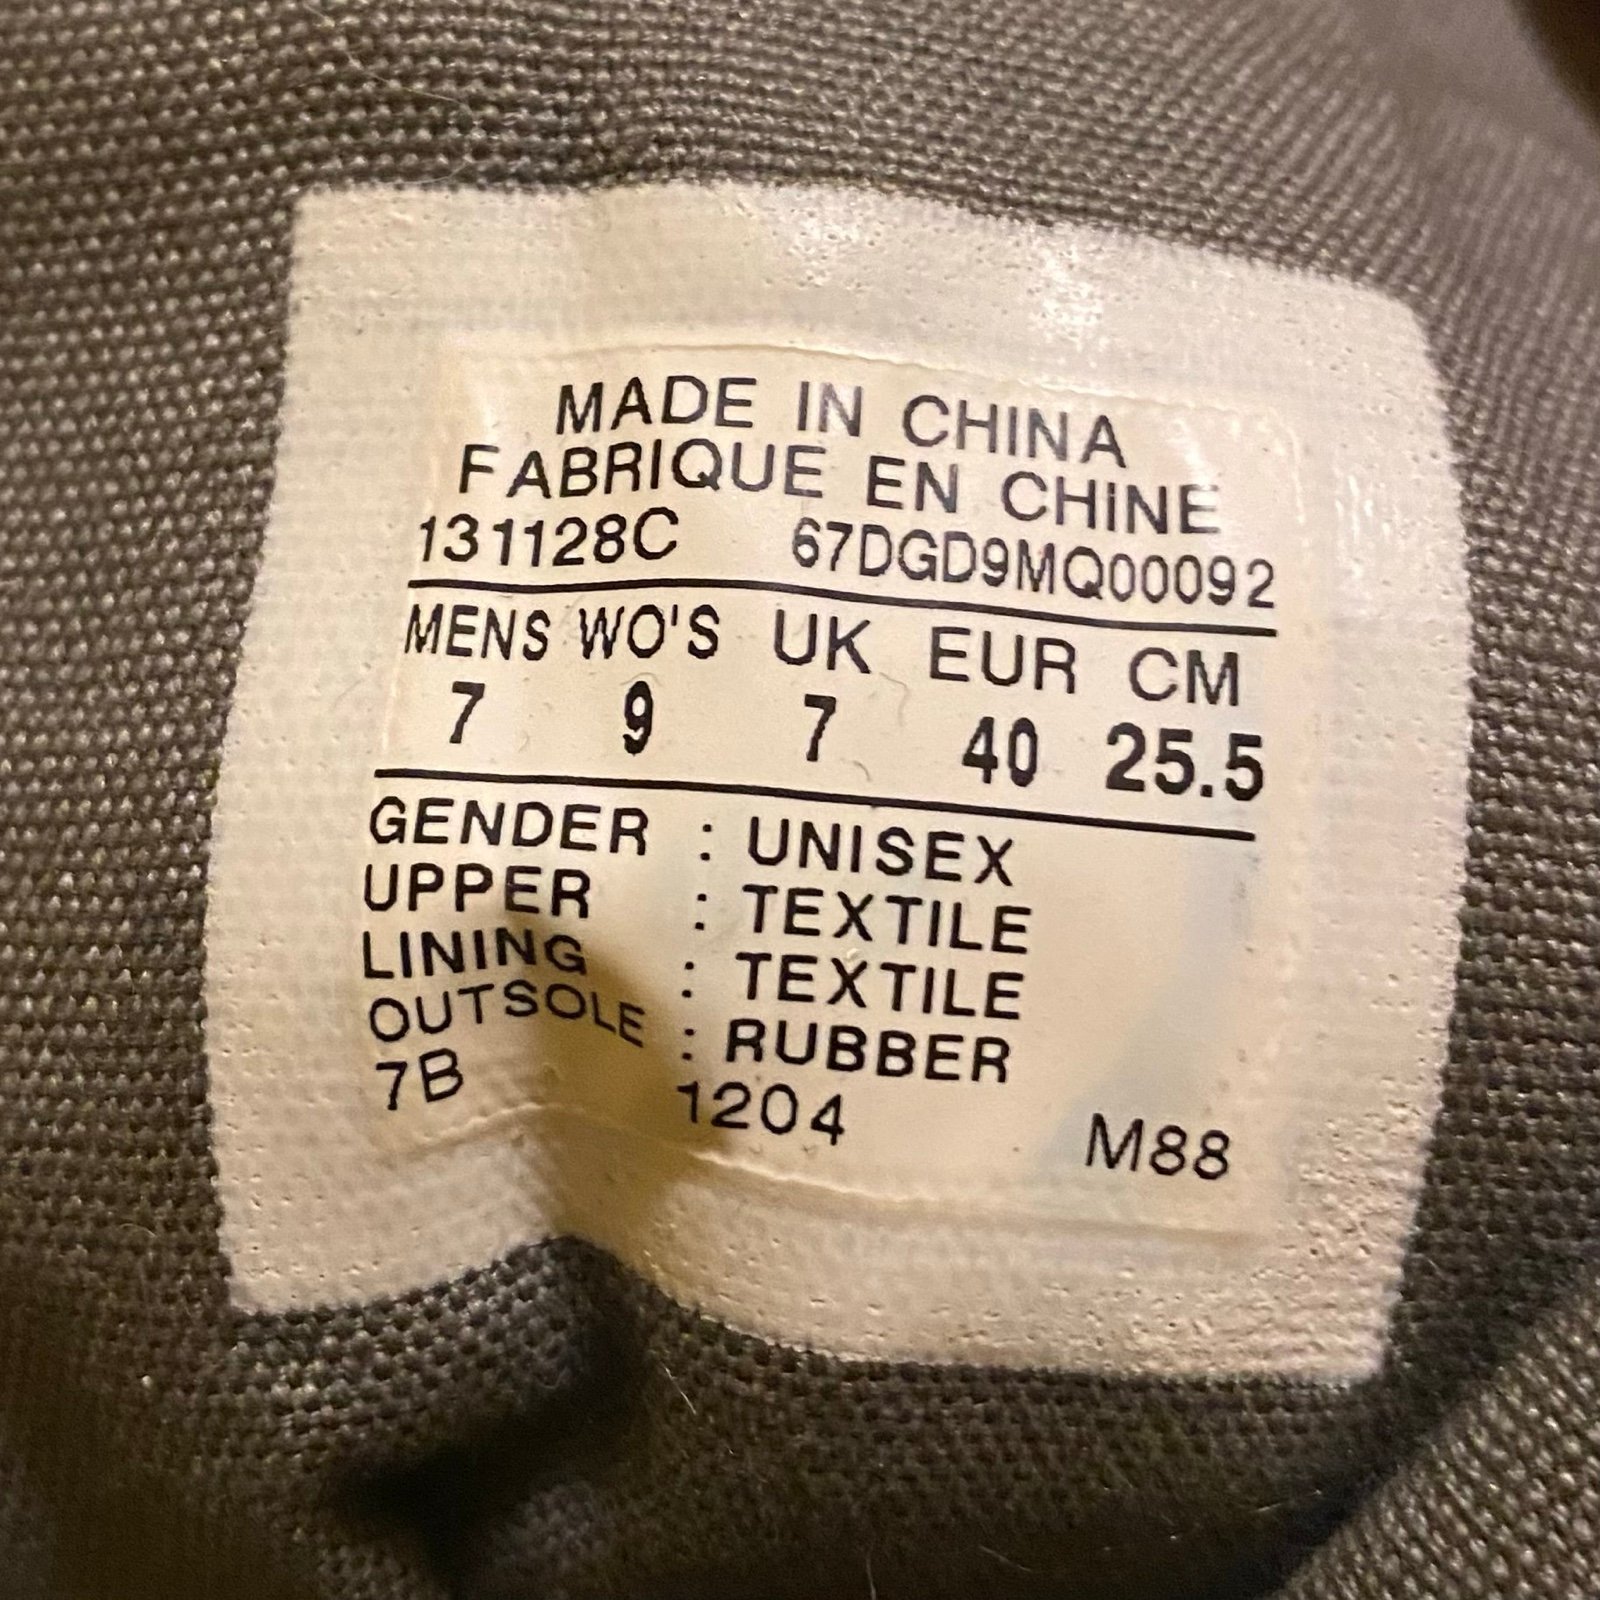 MADE IN CHINA
FABRIQUE EN CHINE
131128C 67DGD9MQ00092
MENS WO'S UK EUR CM
7 9 7 40 25.5
GENDER : UNISEX
UPPER : TEXTILE
LINING : TEXTILE
OUTSOLE : RUBBER
7B 1204 M88